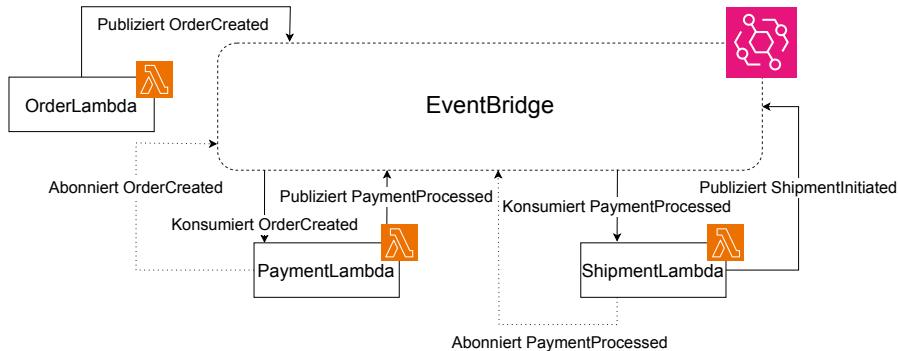 Publiziert OrderCreated
OrderLambda
EventBridge
Abonniert OrderCreated
Publiziert PaymentProcessed
Publiziert ShipmentInitiated
Konsumiert OrderCreated
Konsumiert PaymentProcessed
PaymentLambda
ShipmentLambda
Abonniert PaymentProcessed